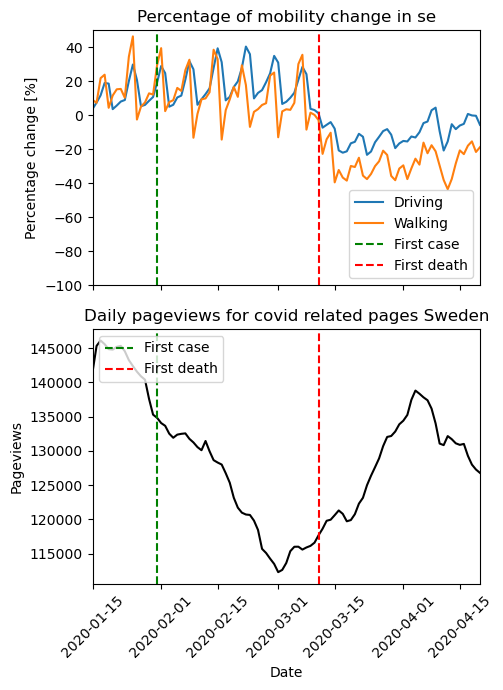 Percentage of mobility change in se
Percentage change [%]
40
20
0
−20
−40
−60
−80
−100
Driving
Walking
First case
First death
Daily pageviews for covid related pages Sweden
Pageviews
145000
140000
135000
130000
125000
120000
115000
First case
First death
2020-01-15
2020-02-01
2020-02-15
2020-03-01
2020-03-15
2020-04-01
2020-04-15
Date